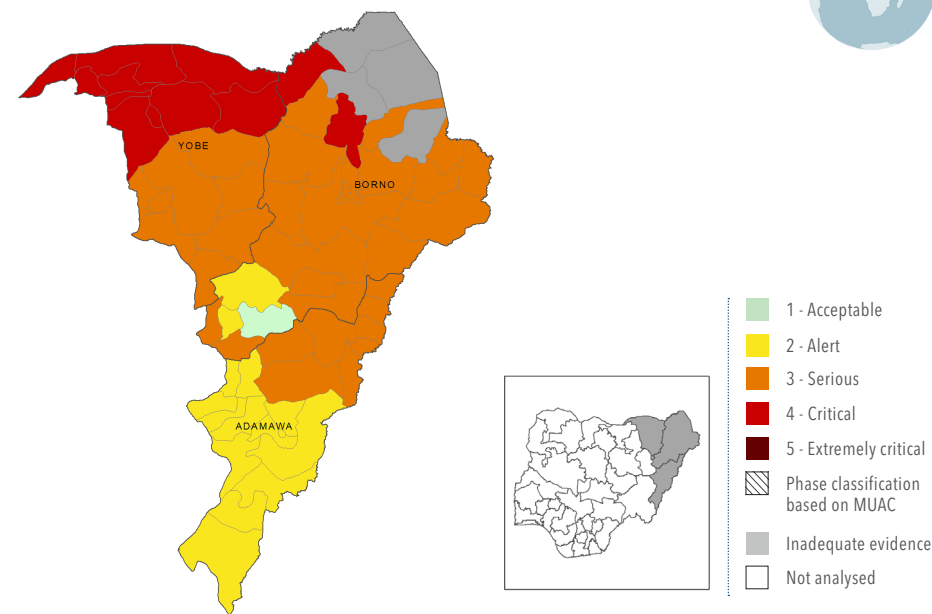 YOBE
BORNO
ADAMAWA
1 - Acceptable
2 - Alert
3 - Serious
4 - Critical
5 - Extremely critical
Phase classification
based on MUAC
Inadequate evidence
Not analysed